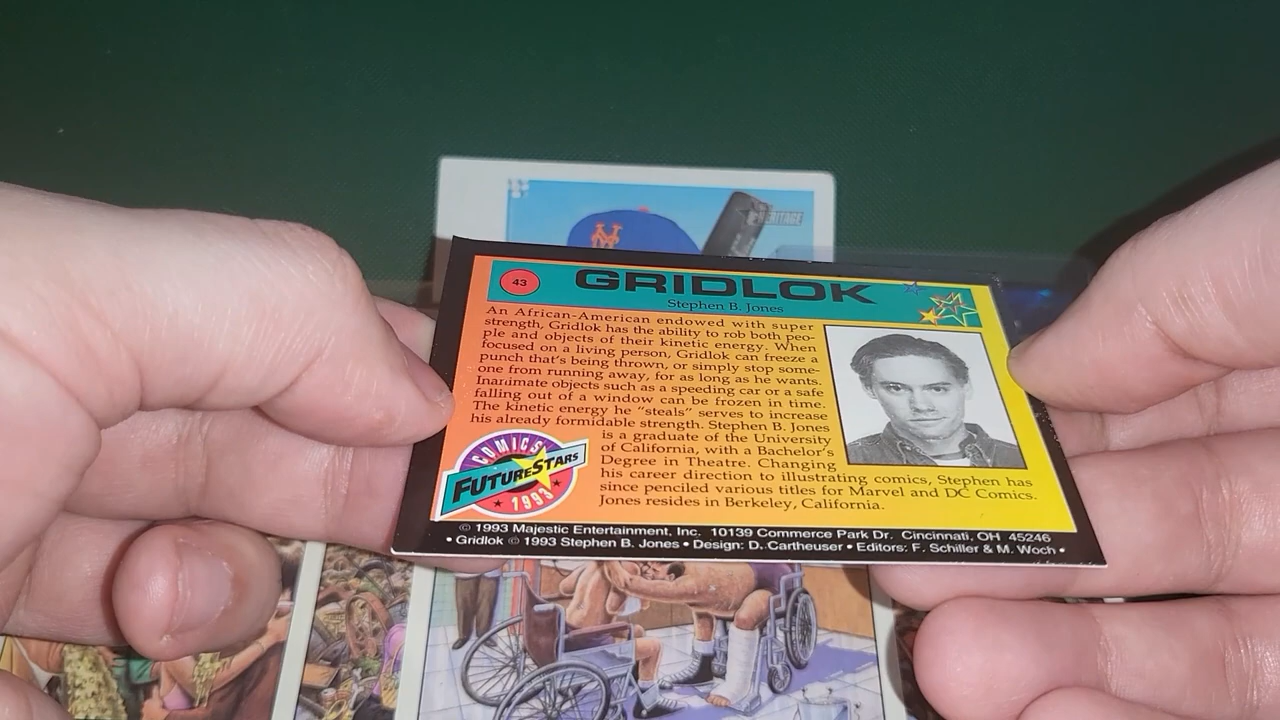 HERITAGE
NY
43
GRIDLOK
Stephen B. Jones
An African-American endowed with super
strength, Gridlok has the ability to rob both peo-
ple and objects of their kinetic energy. When
focused on a living person, Gridlok can freeze a
punch that's being thrown, or simply stop some-
one from running away, for as long as he wants.
Inanimate objects such as a speeding car or a safe
falling out of a window can be frozen in time.
The kinetic energy he "steals" serves to increase
his already formidable strength. Stephen B. Jones
is a graduate of the University
of California, with a Bachelor's
Degree in Theatre. Changing
his career direction to illustrating comics, Stephen has
since penciled various titles for Marvel and DC Comics.
Jones resides in Berkeley, California.
COMICS
FUTURESTARS
1993
© 1993 Majestic Entertainment, Inc. 10139 Commerce Park Dr. Cincinnati, OH 45246
• Gridlok © 1993 Stephen B. Jones • Design: D. Cartheuser • Editors: F. Schiller & M. Woch •